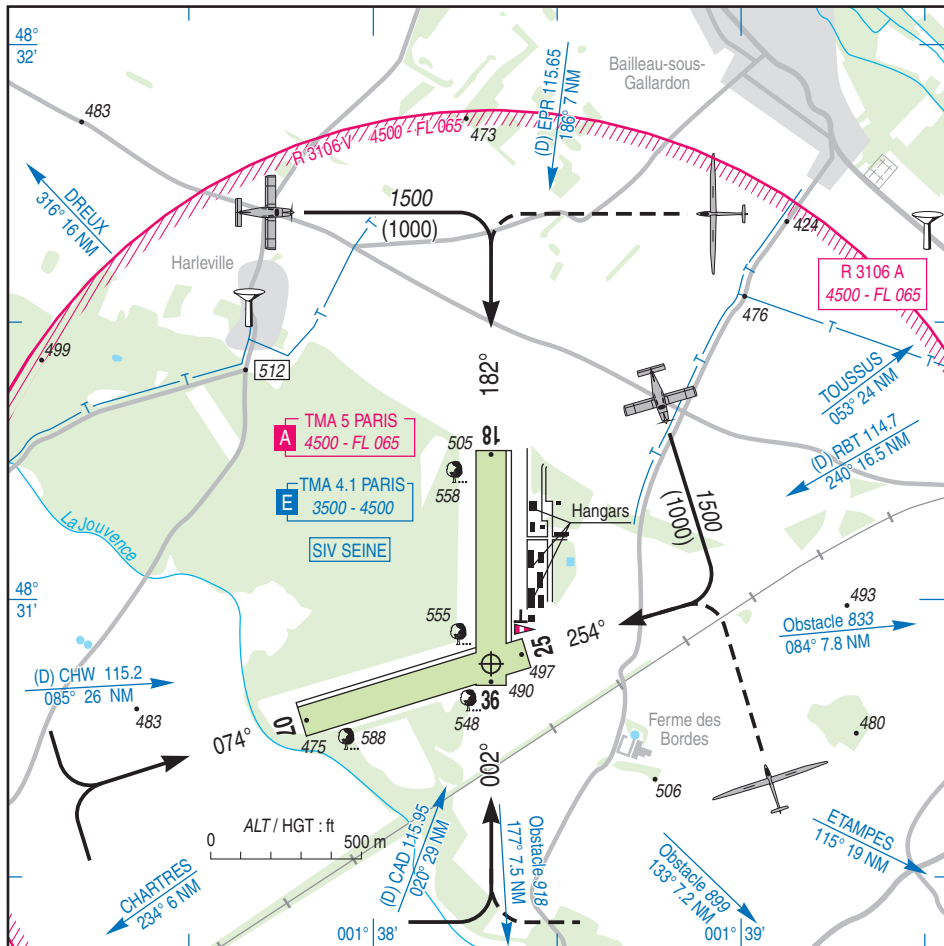 48°
32'
483
R 3106 V 4500 - FL 065
473
(D) EPR 115.65
186° 7 NM
Bailleau-sous-
Gallardon
DREUX
316° 16 NM
1500
(1000)
T
T
424
Harleville
R 3106 A
4500 - FL 065
476
T
499
512
T
T
T
T
TOUSSUS
053° 24 NM
182°
18
505
558
A
TMA 5 PARIS
4500 - FL 065
E
TMA 4.1 PARIS
3500 - 4500
SIV SEINE
(D) RBT 114.7
240° 16.5 NM
T
1500
(1000)
Hangars
La Jouvence
48°
31'
555
25
254°
497
490
36
548
493
Obstacle 833
084° 7.8 NM
(D) CHW 115.2
085° 26 NM
483
07
074°
475
588
002°
Ferme des
Bordes
480
506
ALT / HGT : ft
0
500 m
(D) CAD 115.95
020° 29 NM
Obstacle 918
177° 7.5 NM
Obstacle 899
133° 7.2 NM
ETAMPES
115° 19 NM
CHARTRES
234° 6 NM
001° 38'
001° 39'